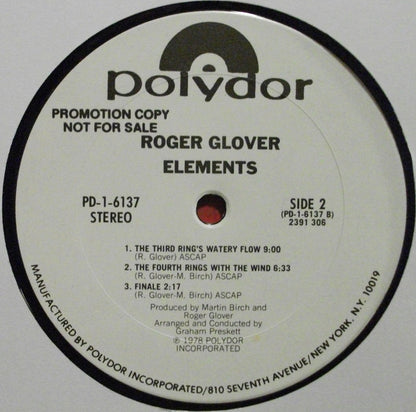 polydor
PROMOTION COPY
NOT FOR SALE
ROGER GLOVER
ELEMENTS
PD-1-6137
STEREO
SIDE 2
(PD-1-6137 B)
2391 306
1. THE THIRD RING'S WATERY FLOW 9:00
(R. Glover) ASCAP
2. THE FOURTH RINGS WITH THE WIND 6:33
(R. Glover-M. Birch) ASCAP
3. FINALE 2:17
(R. Glover-M. Birch) ASCAP
Produced by Martin Birch and
Roger Glover
Arranged and Conducted by
Graham Preskett
℗ 1978 POLYDOR
INCORPORATED
MANUFACTURED BY POLYDOR INCORPORATED/810 SEVENTH AVENUE/NEW YORK, N.Y. 10019